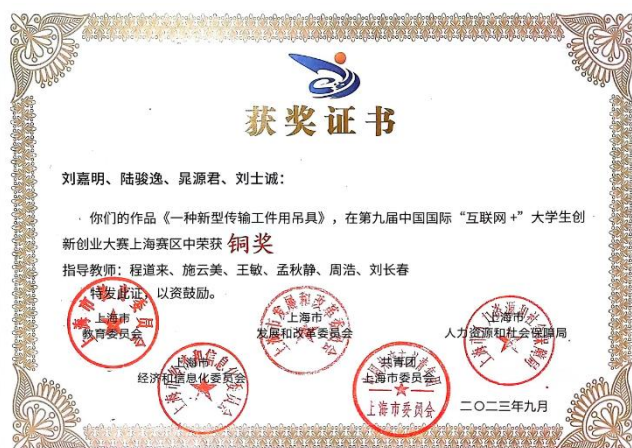 获奖证书
刘嘉明、陆骏逸、晁源君、刘士诚：
你们的作品《一种新型传输工件用吊具》，在第九届中国国际“互联网+”大学生创
新创业大赛上海赛区中荣获 铜奖
指导教师：程道来、施云美、王敏、孟秋静、周浩、刘长春
特发此证，以资鼓励。
上海市
教育委员会
上海市
发展和改革委员会
上海市
人力资源和社会保障局
上海市
经济和信息化委员会
共青团
上海市委员会
上海市委员会
二〇二三年九月